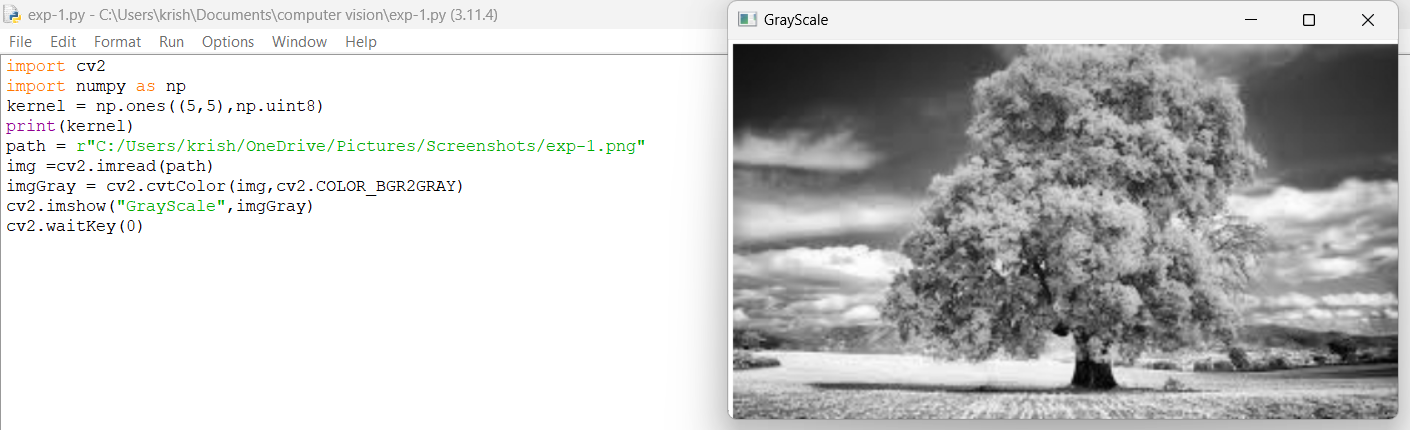 exp-1.py - C:\Users\krish\Documents\computer vision\exp-1.py (3.11.4)
File Edit Format Run Options Window Help
import cv2
import numpy as np
kernel = np.ones((5,5),np.uint8)
print(kernel)
path = r"C:/Users/krish/OneDrive/Pictures/Screenshots/exp-1.png"
img =cv2.imread(path)
imgGray = cv2.cvtColor(img,cv2.COLOR_BGR2GRAY)
cv2.imshow("GrayScale",imgGray)
cv2.waitKey(0)
GrayScale